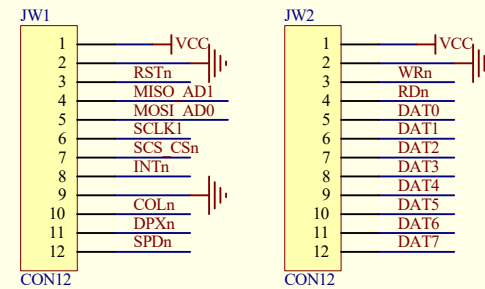 JW1
1 VCC
2
3 RSTn
4 MISO_AD1
5 MOSI_AD0
6 SCLK1
7 SCS_CSn
8 INTn
9
10 COLn
11 DPXn
12 SPDn
CON12
JW2
1 VCC
2
3 WRn
4 RDn
5 DAT0
6 DAT1
7 DAT2
8 DAT3
9 DAT4
10 DAT5
11 DAT6
12 DAT7
CON12